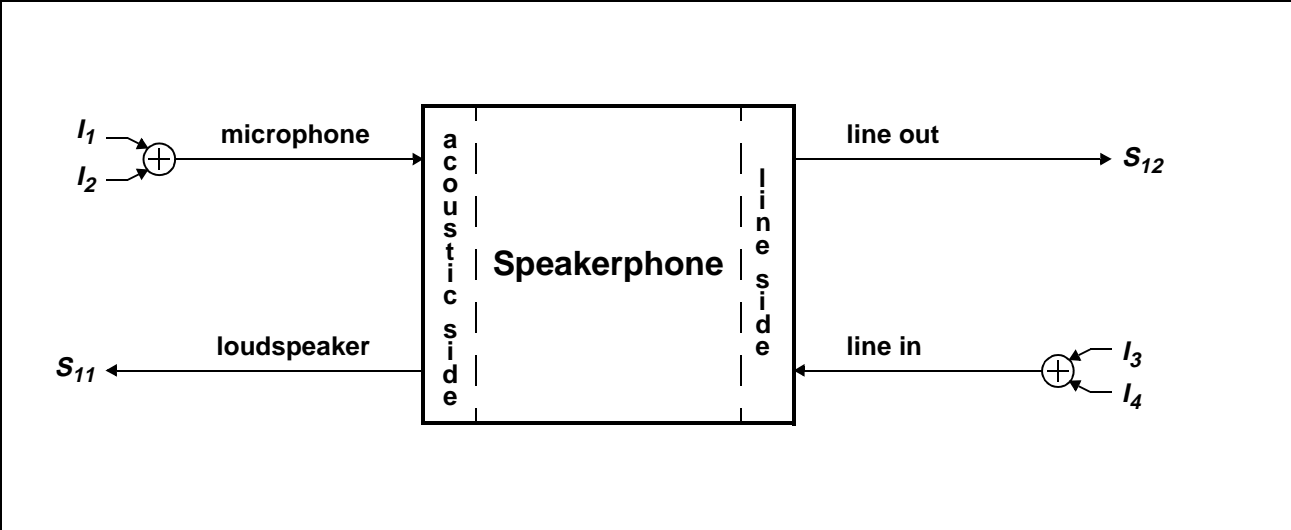 I1
I2
microphone
acoustic side
Speakerphone
line side
line out
S12
loudspeaker
S11
line in
I3
I4